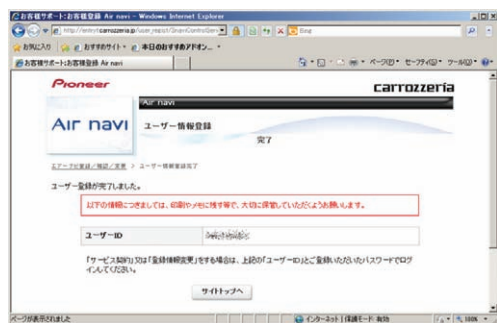 お客様サポート:お客様登録 Air navi - Windows Internet Explorer
Bing
お気に入り
おすすめサイト
本日のおすすめアドオン...
お客様サポート:お客様登録 Air navi
ページ(P)
セーフティ(S)
ツール(O)
Pioneer
carrozzeria
Air navi
AIr navi
ユーザー情報登録
完了
エアーナビ登録/確認/変更 > ユーザー情報登録完了
ユーザー登録が完了しました。
以下の情報につきましては、印刷やメモに残す等で、大切に保管していただくようお願いします。
ユーザーID
「サービス契約」又は「登録情報変更」をする場合は、上記の「ユーザーID」とご登録いただいたパスワードでログ
インしてください。
サイトトップへ
ページが表示されました
インターネット | 保護モード: 有効
100%